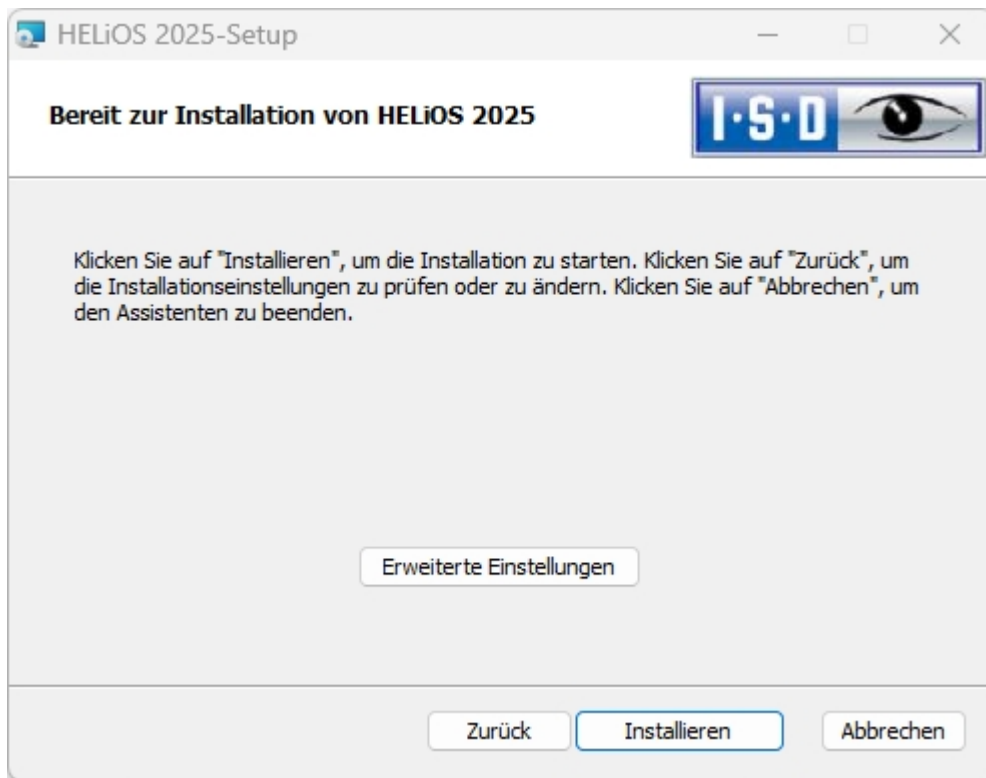 HELiOS 2025-Setup
Bereit zur Installation von HELiOS 2025
I·S·D
Klicken Sie auf "Installieren", um die Installation zu starten. Klicken Sie auf "Zurück", um
die Installationseinstellungen zu prüfen oder zu ändern. Klicken Sie auf "Abbrechen", um
den Assistenten zu beenden.
Erweiterte Einstellungen
Zurück
Installieren
Abbrechen